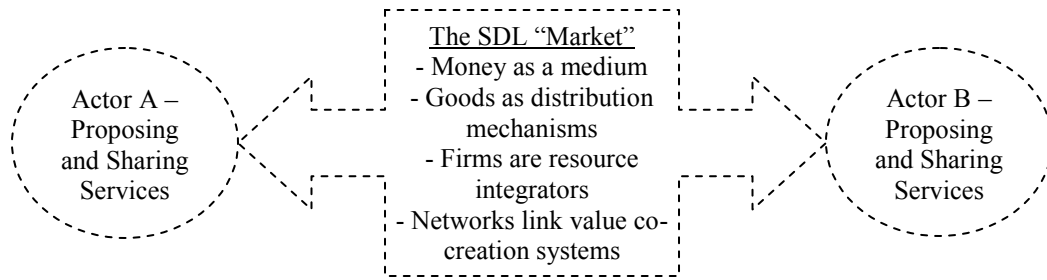 The SDL “Market”
- Money as a medium
- Goods as distribution
mechanisms
- Firms are resource
integrators
- Networks link value co-
creation systems
Actor A –
Proposing
and Sharing
Services
Actor B –
Proposing
and Sharing
Services